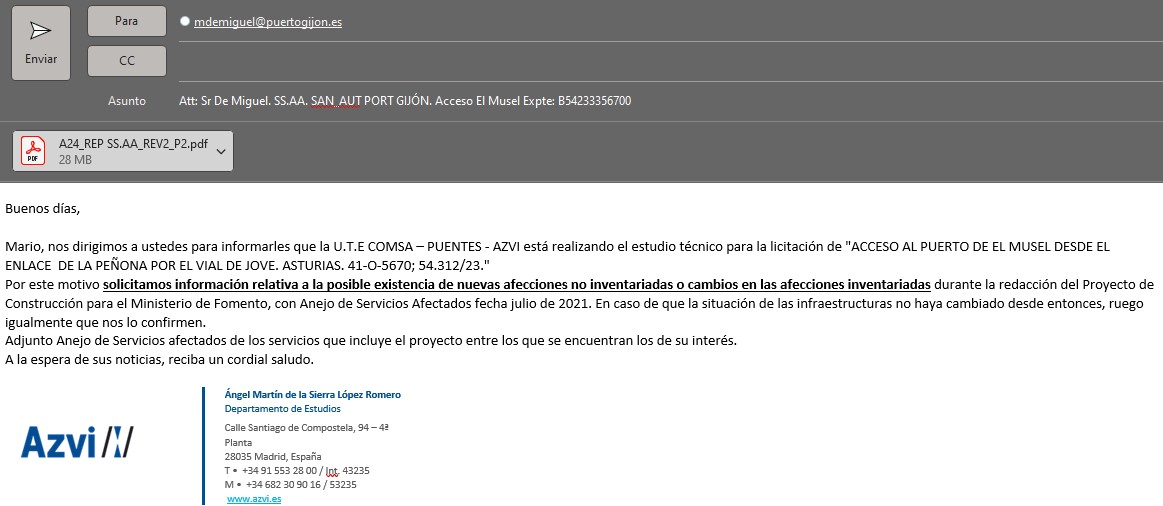 Enviar
Para
mdemiguel@puertogijon.es
CC
Asunto
Att: Sr De Miguel. SS.AA. SAN_AUT PORT GIJÓN. Acceso El Musel Expte: B54233356700
PDF
A24_REP SS.AA_REV2_P2.pdf
28 MB
Buenos días,
Mario, nos dirigimos a ustedes para informarles que la U.T.E COMSA – PUENTES - AZVI está realizando el estudio técnico para la licitación de "ACCESO AL PUERTO DE EL MUSEL DESDE EL
ENLACE DE LA PEÑONA POR EL VIAL DE JOVE. ASTURIAS. 41-O-5670; 54.312/23."
Por este motivo solicitamos información relativa a la posible existencia de nuevas afecciones no inventariadas o cambios en las afecciones inventariadas durante la redacción del Proyecto de
Construcción para el Ministerio de Fomento, con Anejo de Servicios Afectados fecha julio de 2021. En caso de que la situación de las infraestructuras no haya cambiado desde entonces, ruego
igualmente que nos lo confirmen.
Adjunto Anejo de Servicios afectados de los servicios que incluye el proyecto entre los que se encuentran los de su interés.
A la espera de sus noticias, reciba un cordial saludo.
Azvi
Ángel Martín de la Sierra López Romero
Departamento de Estudios
Calle Santiago de Compostela, 94 – 4ª
Planta
28035 Madrid, España
T • +34 91 553 28 00 / Int. 43235
M • +34 682 30 90 16 / 53235
www.azvi.es